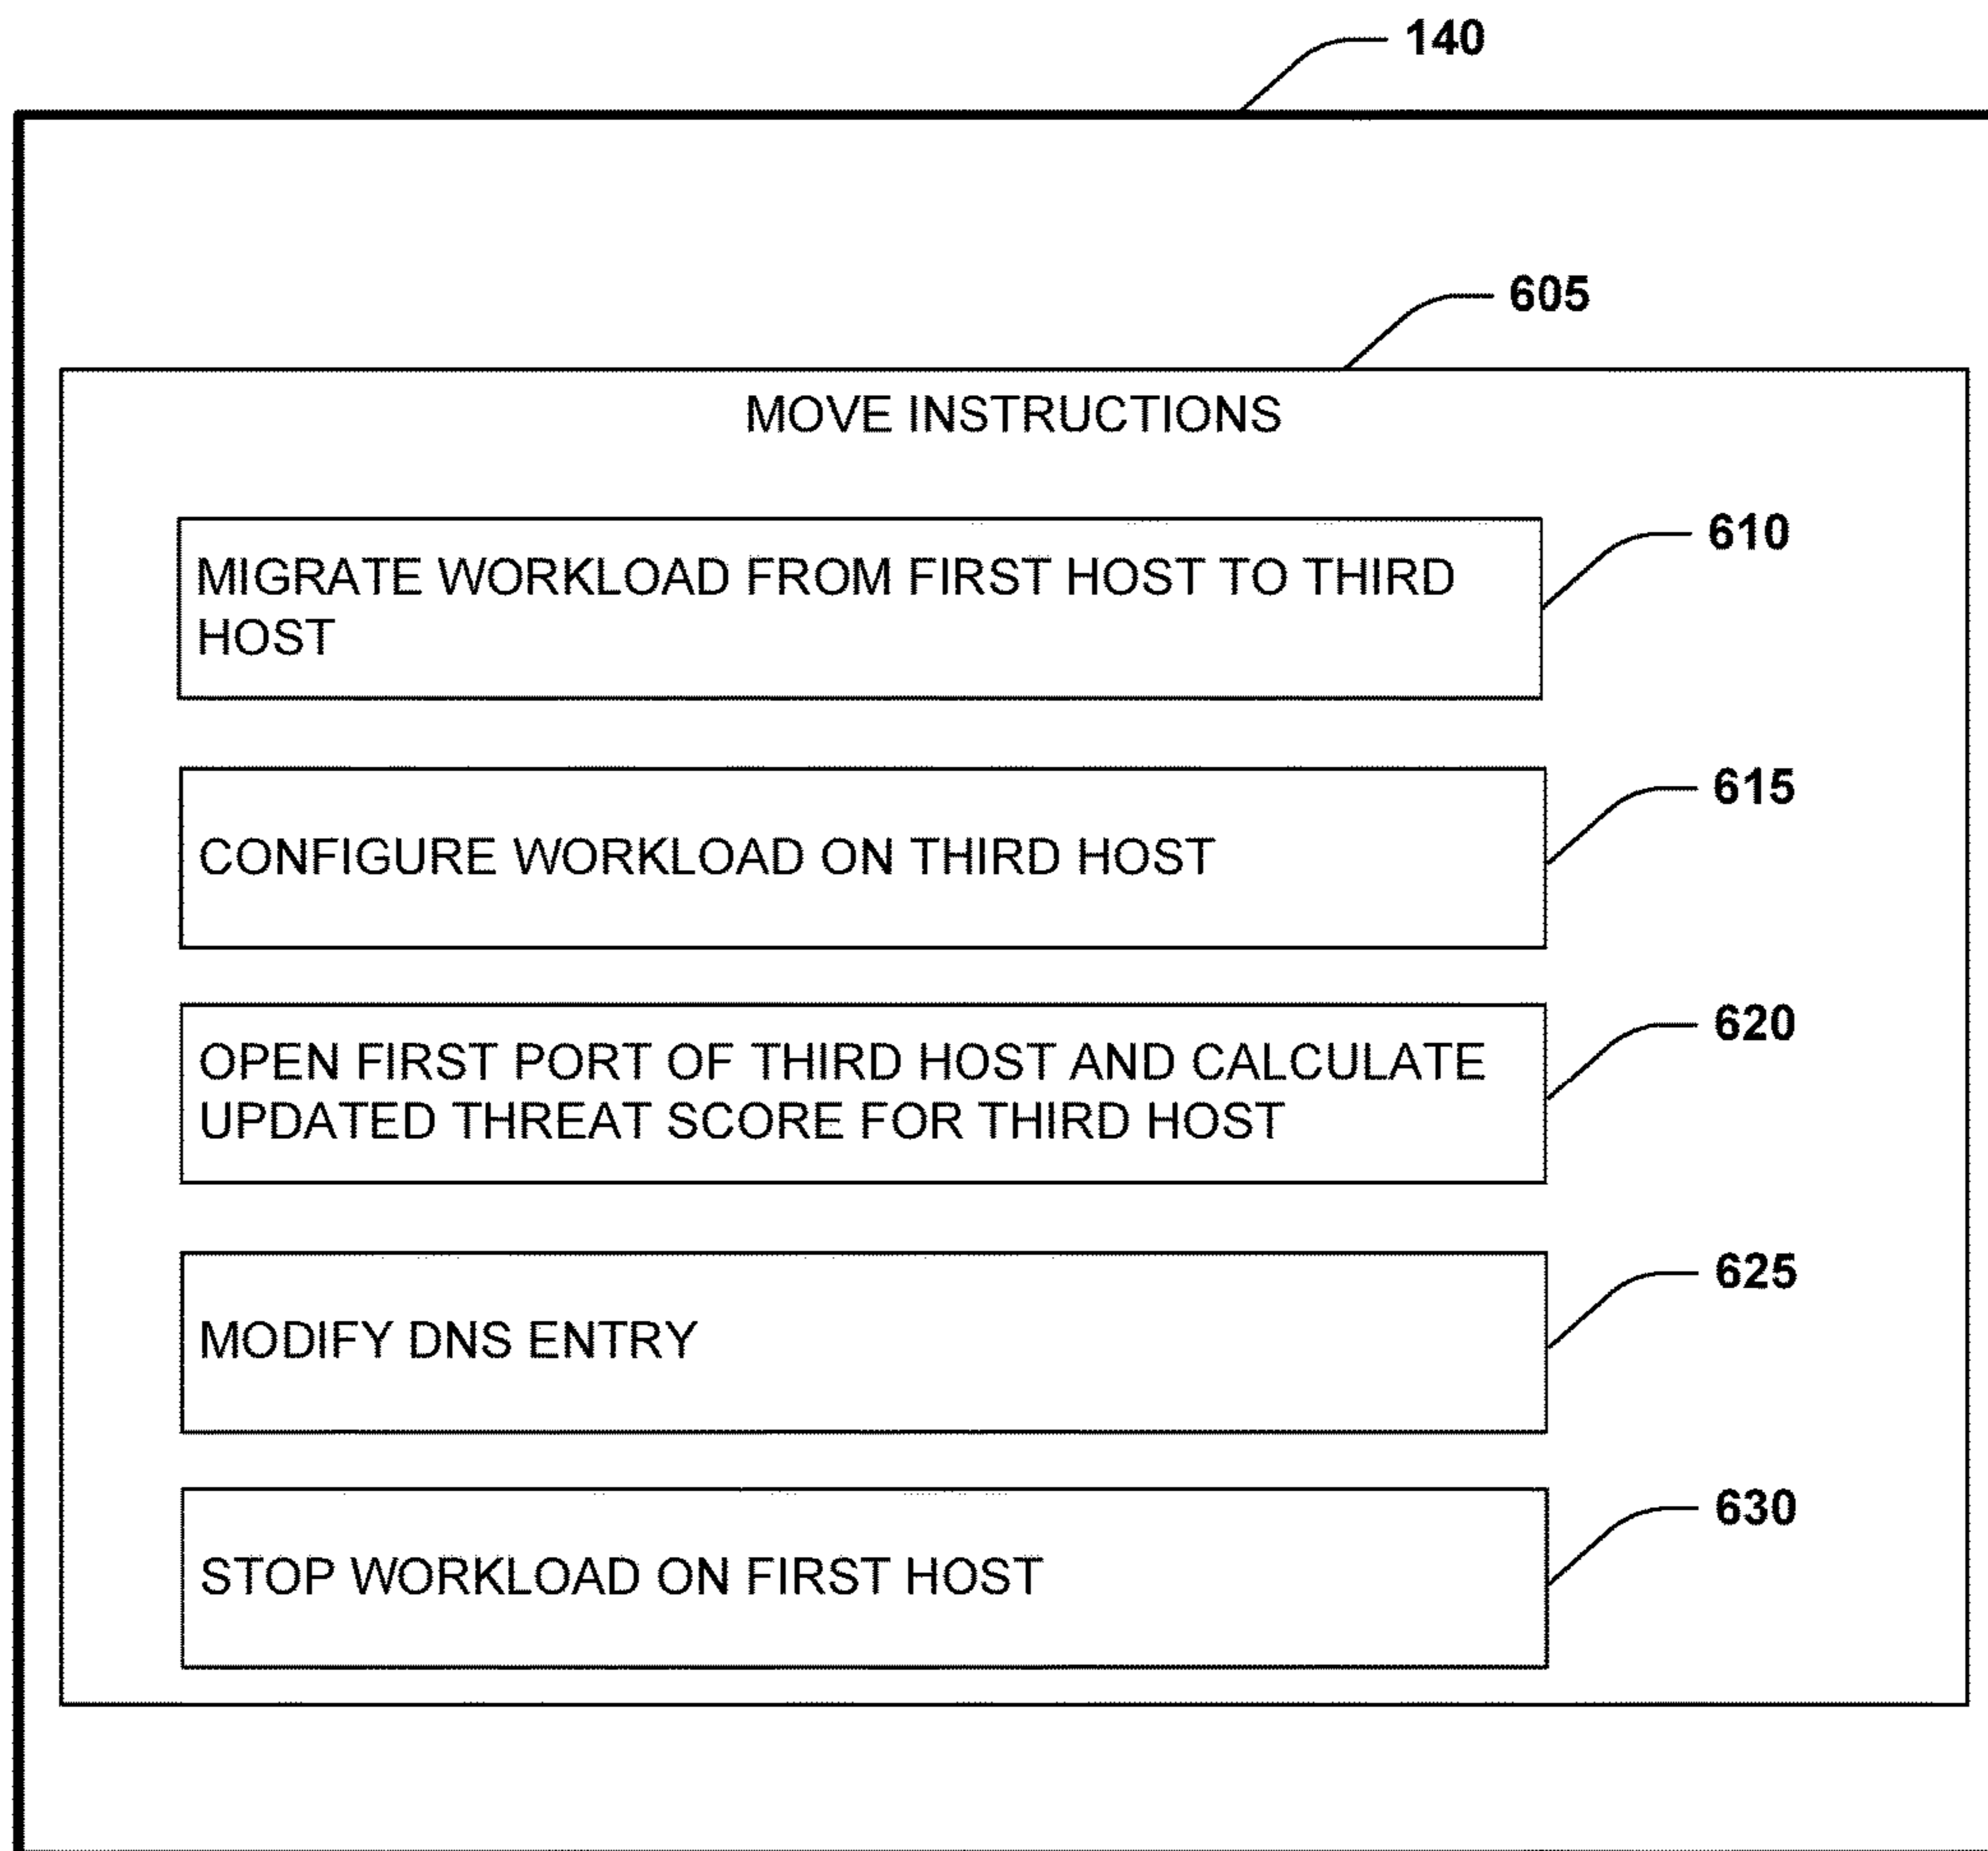 140
605
MOVE INSTRUCTIONS
610
MIGRATE WORKLOAD FROM FIRST HOST TO THIRD
HOST
615
CONFIGURE WORKLOAD ON THIRD HOST
620
OPEN FIRST PORT OF THIRD HOST AND CALCULATE
UPDATED THREAT SCORE FOR THIRD HOST
625
MODIFY DNS ENTRY
630
STOP WORKLOAD ON FIRST HOST